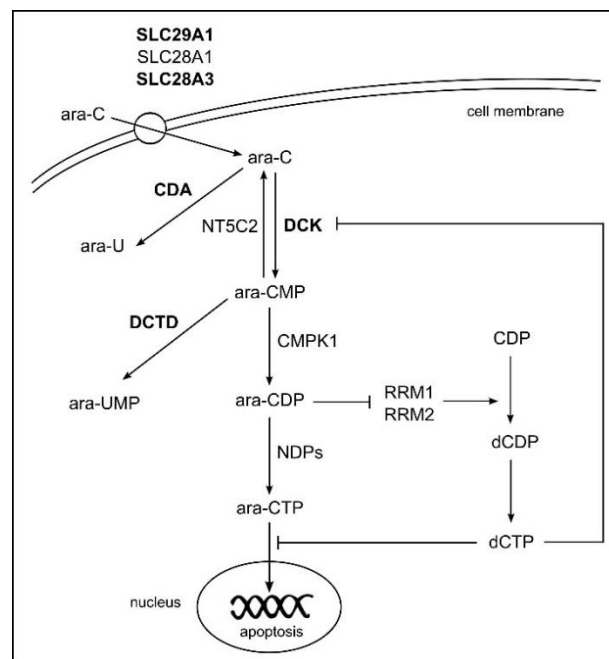 SLC29A1
SLC28A1
SLC28A3
ara-C
cell membrane
ara-C
CDA
NT5C2
DCK
ara-U
ara-CMP
DCTD
CMPK1
CDP
ara-UMP
ara-CDP
RRM1
RRM2
dCDP
NDPs
ara-CTP
dCTP
nucleus
apoptosis